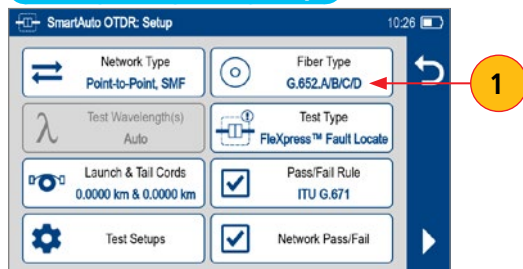 SmartAuto OTDR: Setup
10:26
Network Type
Point-to-Point, SMF
Fiber Type
G.652.A/B/C/D
1
Test Wavelength(s)
Auto
Test Type
FleXpress™ Fault Locate
Launch & Tail Cords
0.0000 km & 0.0000 km
Pass/Fail Rule
ITU G.671
Test Setups
Network Pass/Fail